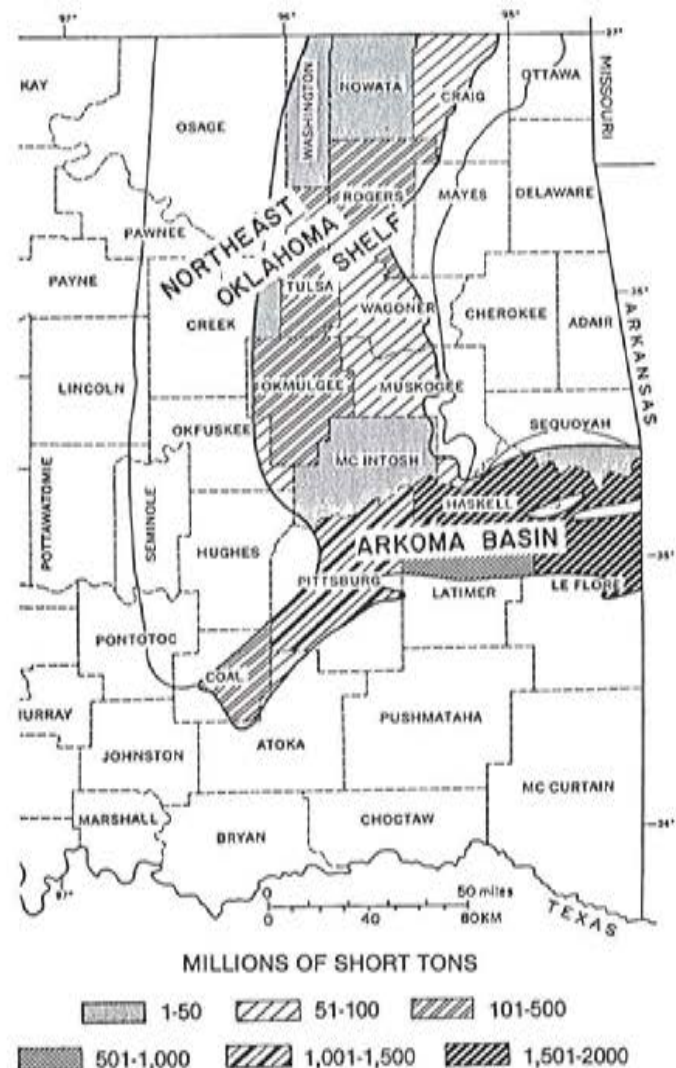 97°
96°
95°
37°
KAY
OSAGE
WASHINGTON
NOWATA
CRAIG
OTTAWA
MISSOURI
ROGERS
MAYES
DELAWARE
PAWNEE
NORTHEAST
OKLAHOMA
SHELF
PAYNE
TULSA
WAGONER
CHEROKEE
ADAIR
ARKANSAS
CREEK
LINCOLN
OKMULGEE
MUSKOGEE
OKFUSKEE
SEQUOYAH
MC INTOSH
POTTAWATOMIE
SEMINOLE
HASKELL
HUGHES
ARKOMA BASIN
35°
PITTSBURG
LATIMER
LE FLORE
PONTOTOC
COAL
PUSHMATAHA
ATOKA
JOHNSTON
MC CURTAIN
MARSHALL
CHOCTAW
BRYAN
34°
97°
0 50 miles
0 40 80KM
TEXAS
MILLIONS OF SHORT TONS
1-50 51-100 101-500
501-1,000 1,001-1,500 1,501-2000